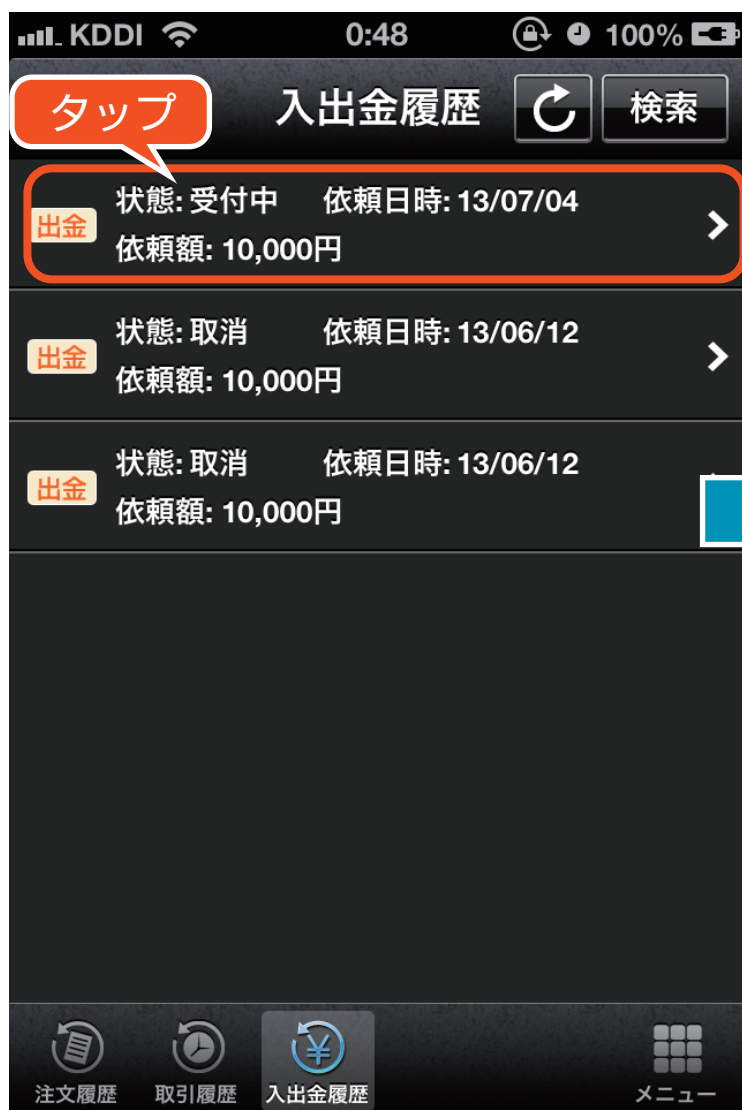 KDDI 0:48 100%
タップ
入出金履歴 検索
状態: 受付中 依頼日時: 13/07/04
出金
依頼額: 10,000円
状態: 取消 依頼日時: 13/06/12
出金
依頼額: 10,000円
状態: 取消 依頼日時: 13/06/12
出金
依頼額: 10,000円
注文履歴 取引履歴 入出金履歴 メニュー